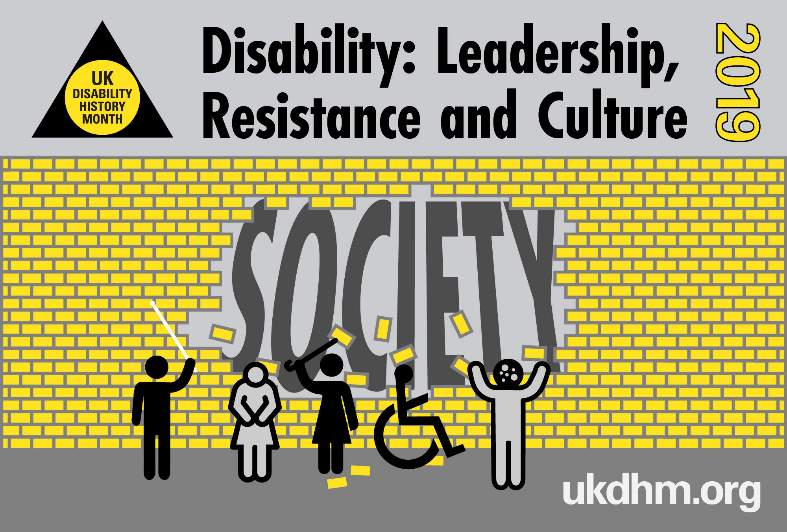 UK
DISABILITY
HISTORY
MONTH
Disability: Leadership,
Resistance and Culture
2019
SOCIETY
ukdhm.org